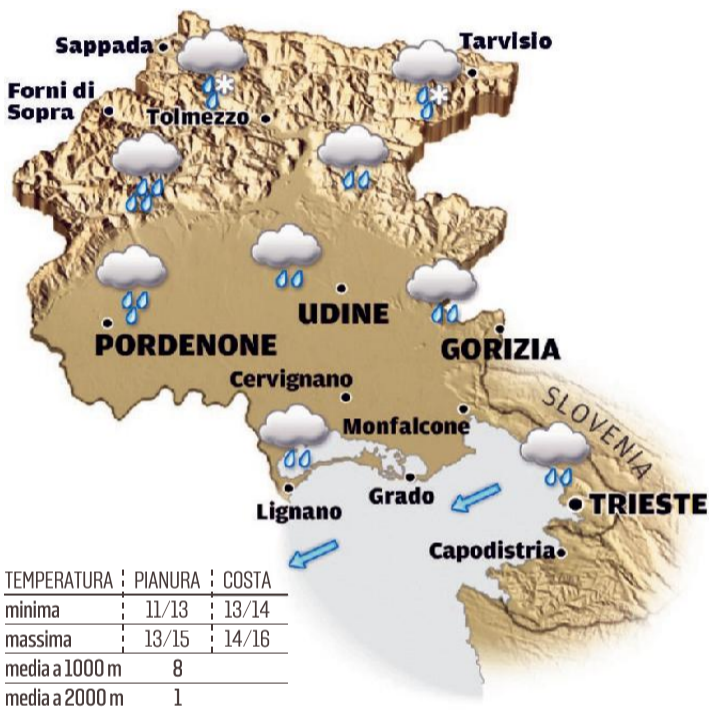 Sappada
Tarvisio
Forni di
Sopra
Tolmezzo
UDINE
PORDENONE
GORIZIA
Cervignano
SLOVENIA
Monfalcone
Grado
TRIESTE
Lignano
Capodistria
TEMPERATURA PIANURA COSTA
minima 11/13 13/14
massima 13/15 14/16
media a 1000 m 8
media a 2000 m 1